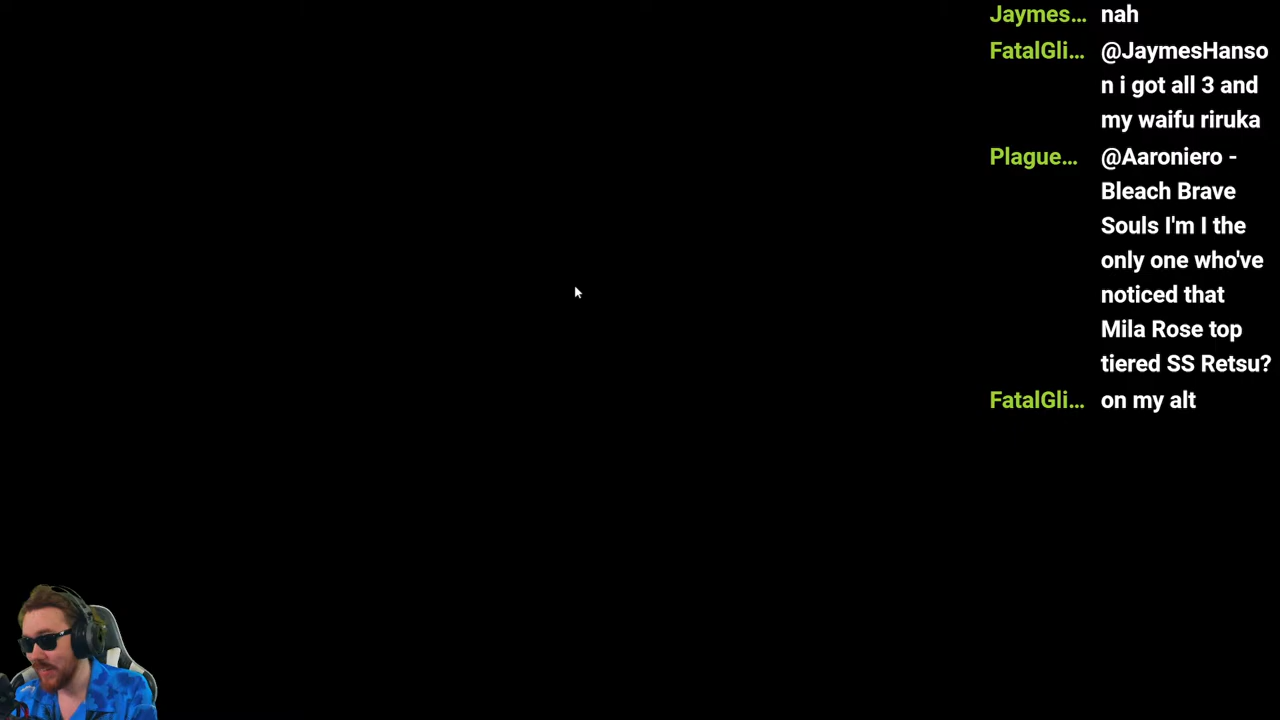 Jaymes… nah
FatalGli… @JaymesHanso
n i got all 3 and
my waifu riruka
Plague… @Aaroniero -
Bleach Brave
Souls I'm I the
only one who've
noticed that
Mila Rose top
tiered SS Retsu?
FatalGli… on my alt